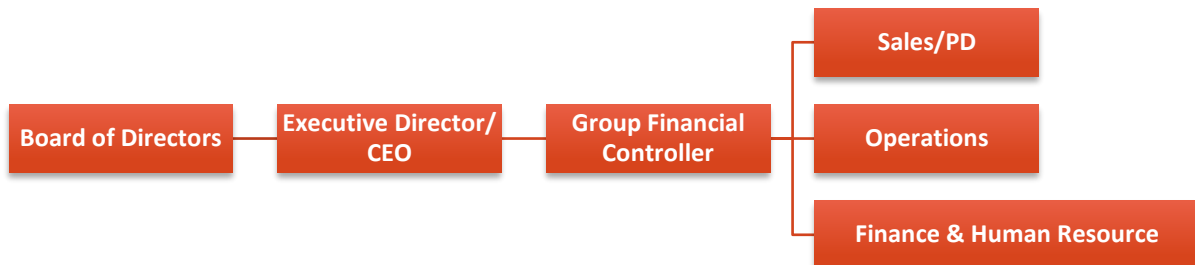 Board of Directors
Executive Director/
CEO
Group Financial
Controller
Sales/PD
Operations
Finance & Human Resource